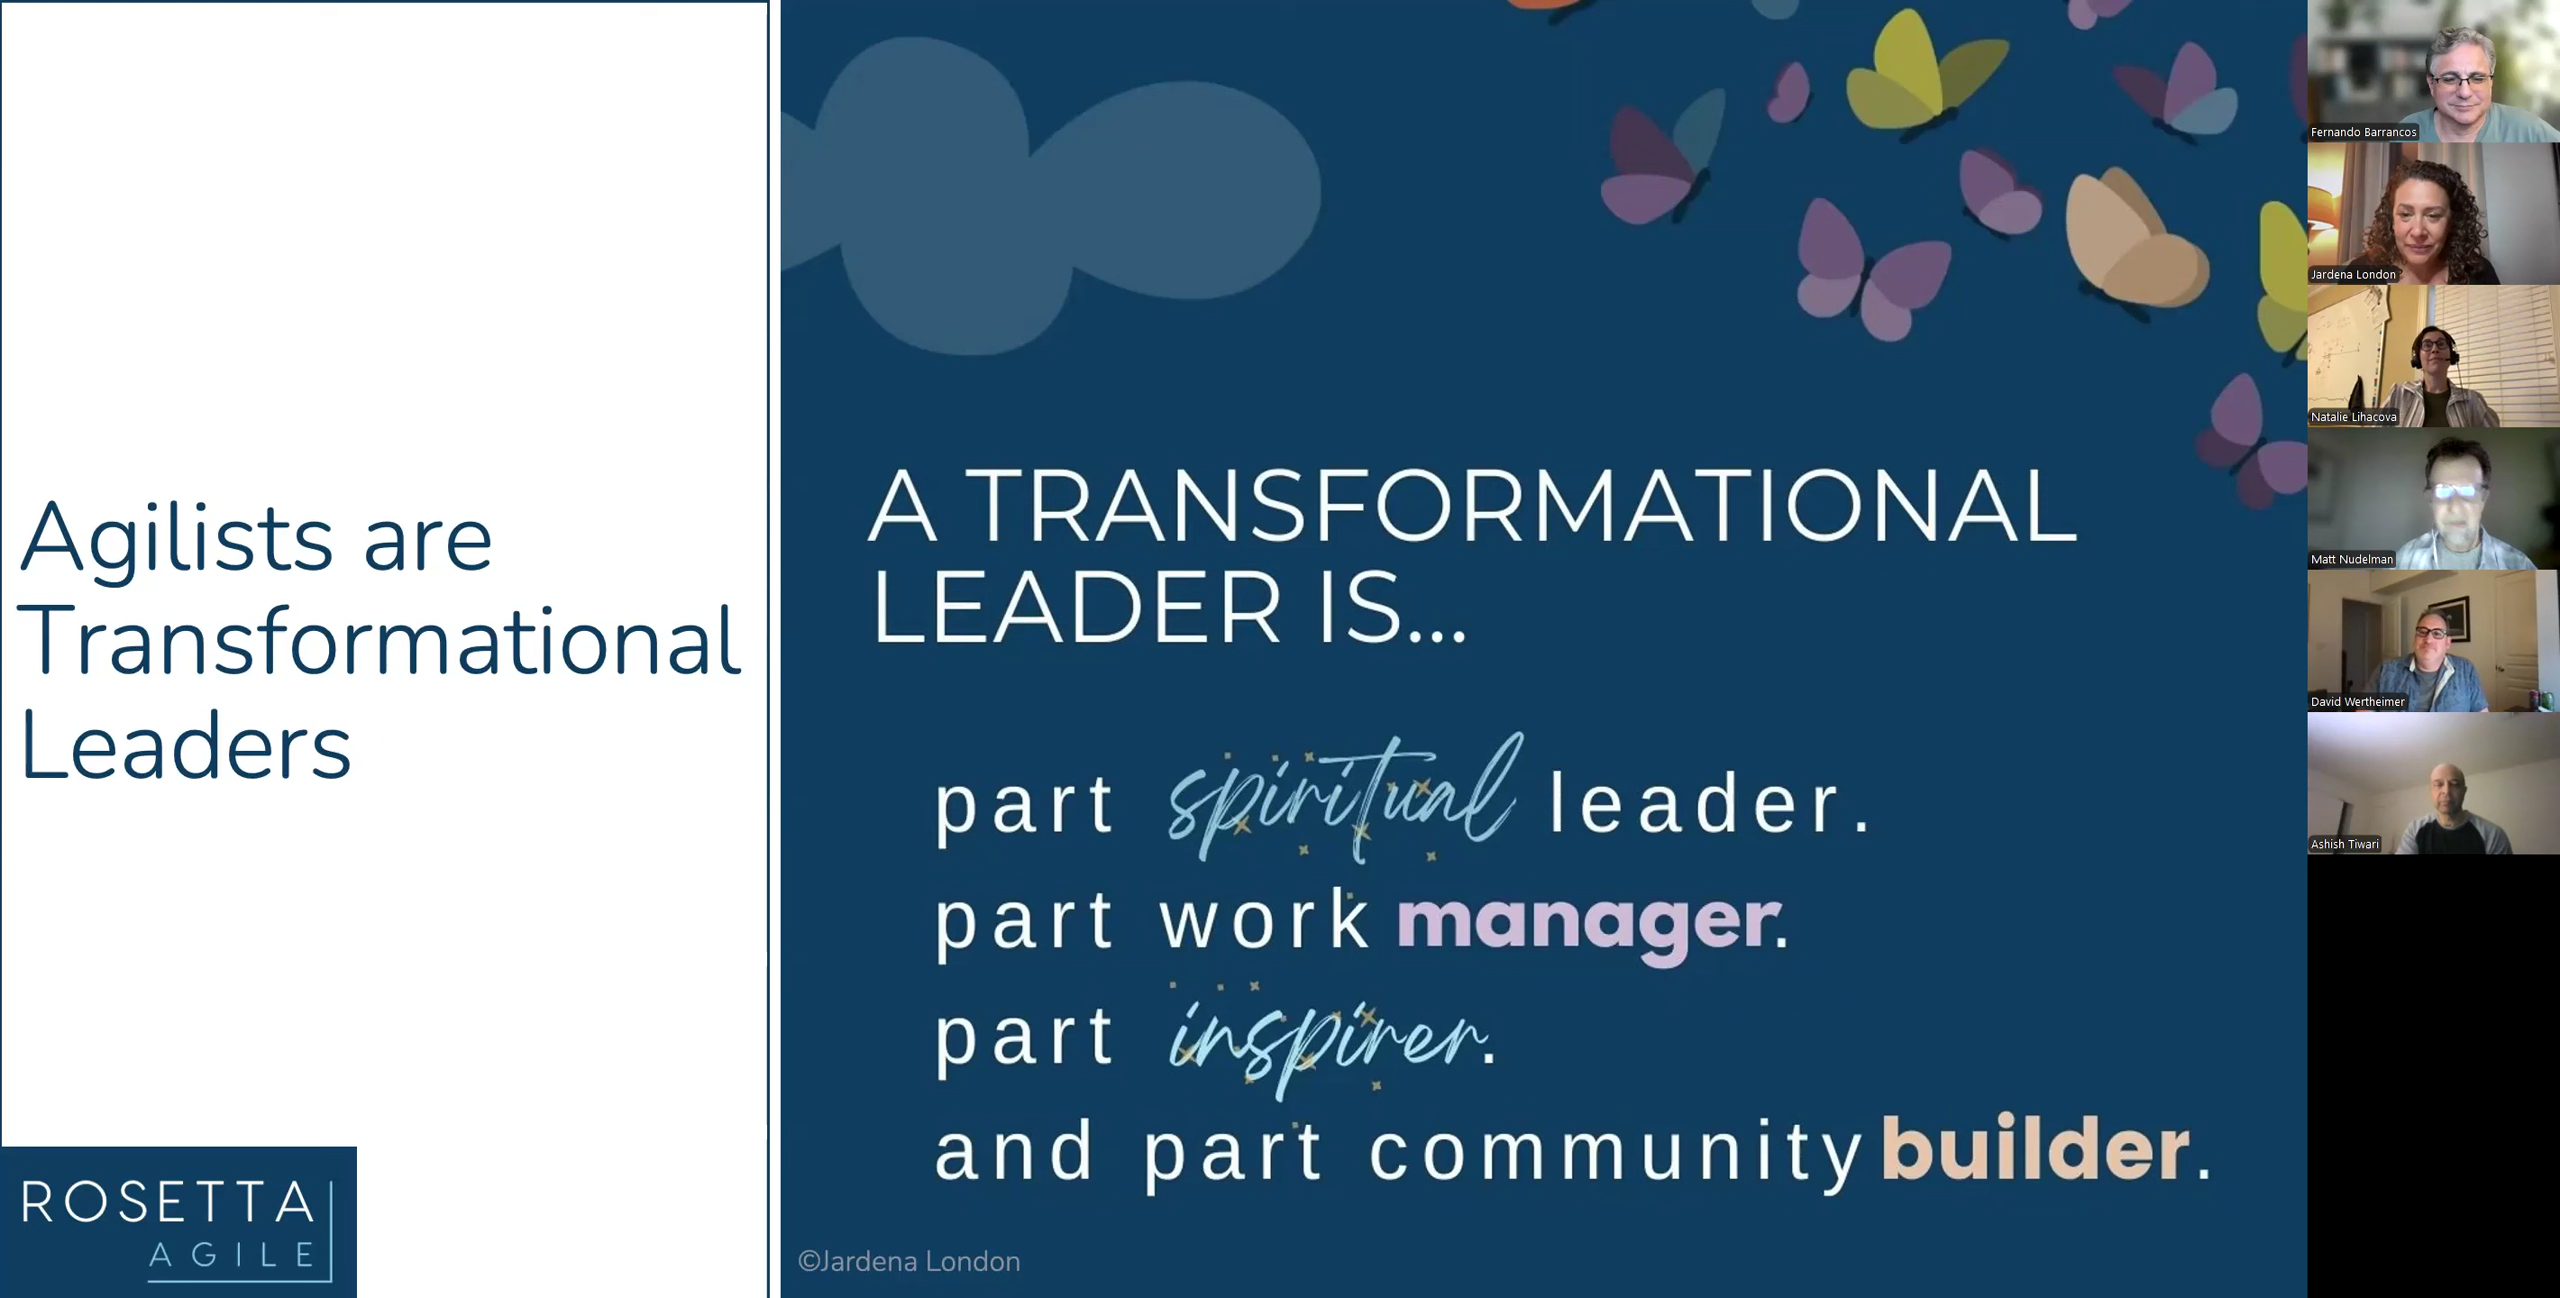 Agilists are
Transformational
Leaders
ROSETTA
AGILE
A TRANSFORMATIONAL
LEADER IS...
part spiritual leader.
part work manager.
part inspirer.
and part community builder.
©Jardena London
Fernando Barrancos
Jardena London
Natalie Lihacova
Matt Nudelman
David Wertheimer
Ashish Tiwari